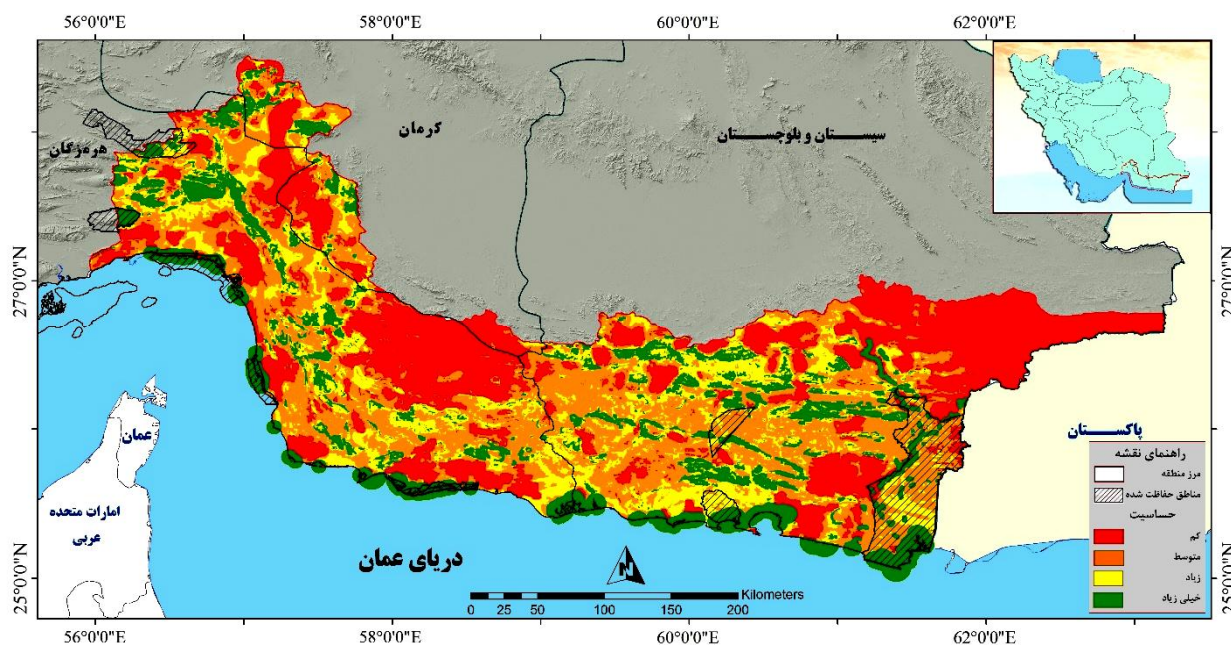 56°0'0"E
58°0'0"E
60°0'0"E
62°0'0"E
27°0'0"N
25°0'0"N
27°0'0"N
25°0'0"N
هرمزگان
کرمان
سیستان و بلوچستان
عمان
امارات متحده
عربی
دریای عمان
پاکستان
N
0 25 50 100 150 200
Kilometers
راهنمای نقشه
مرز منطقه
مناطق حفاظت شده
حساسیت
کم
متوسط
زیاد
خیلی زیاد
56°0'0"E
58°0'0"E
60°0'0"E
62°0'0"E